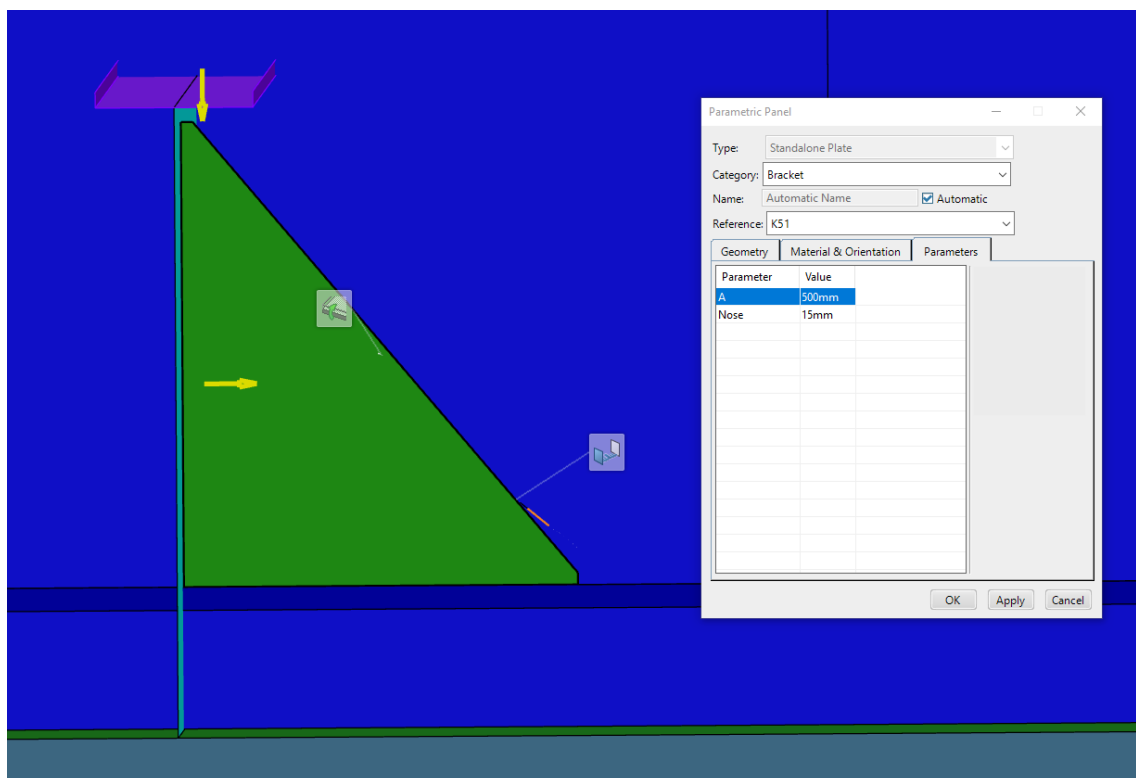 Parametric Panel
Type: Standalone Plate
Category: Bracket
Name: Automatic Name Automatic
Reference: K51
Geometry Material & Orientation Parameters
Parameter Value
A 500mm
Nose 15mm
OK Apply Cancel